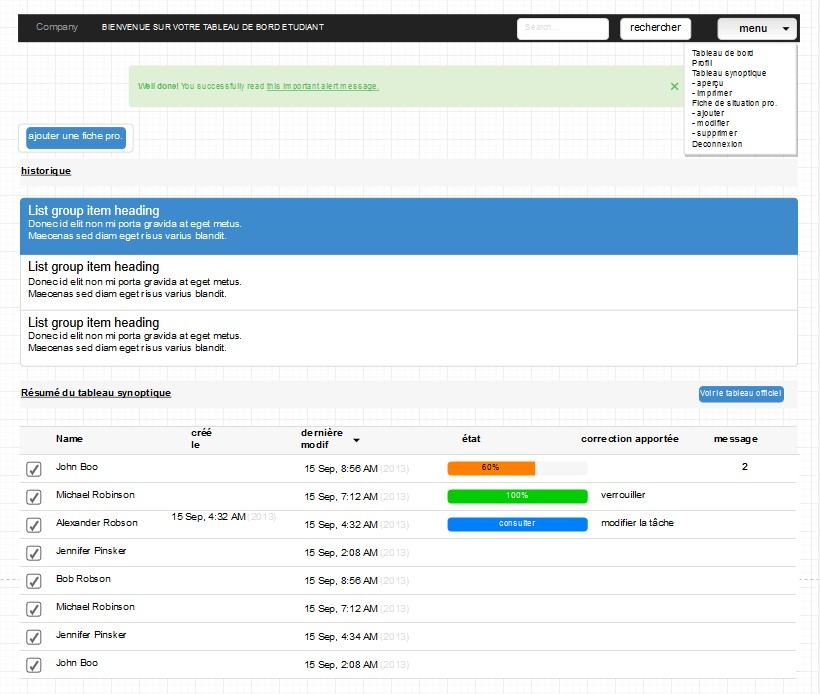 Company BIENVENUE SUR VOTRE TABLEAU DE BORD ETUDIANT Search... rechercher menu
Tableau de bord
Profil
Tableau synoptique
- aperçu
- imprimer
Fiche de situation pro.
- ajouter
- modifier
- supprimer
Deconnexion
Well done! You successfully read this important alert message. ×
ajouter une fiche pro.
historique
List group item heading
Donec id elit non mi porta gravida at eget metus.
Maecenas sed diam eget risus varius blandit.
List group item heading
Donec id elit non mi porta gravida at eget metus.
Maecenas sed diam eget risus varius blandit.
List group item heading
Donec id elit non mi porta gravida at eget metus.
Maecenas sed diam eget risus varius blandit.
Résumé du tableau synoptique Voir le tableau officiel
Name créé le dernière modif état correction apportée message
John Boo 15 Sep, 8:56 AM (2013) 60% 2
Michael Robinson 15 Sep, 7:12 AM (2013) 100% verrouiller
Alexander Robson 15 Sep, 4:32 AM (2013) 15 Sep, 4:32 AM (2013) consulter modifier la tâche
Jennifer Pinsker 15 Sep, 2:08 AM (2013)
Bob Robson 15 Sep, 8:56 AM (2013)
Michael Robinson 15 Sep, 7:12 AM (2013)
Jennifer Pinsker 15 Sep, 4:34 AM (2013)
John Boo 15 Sep, 2:08 AM (2013)